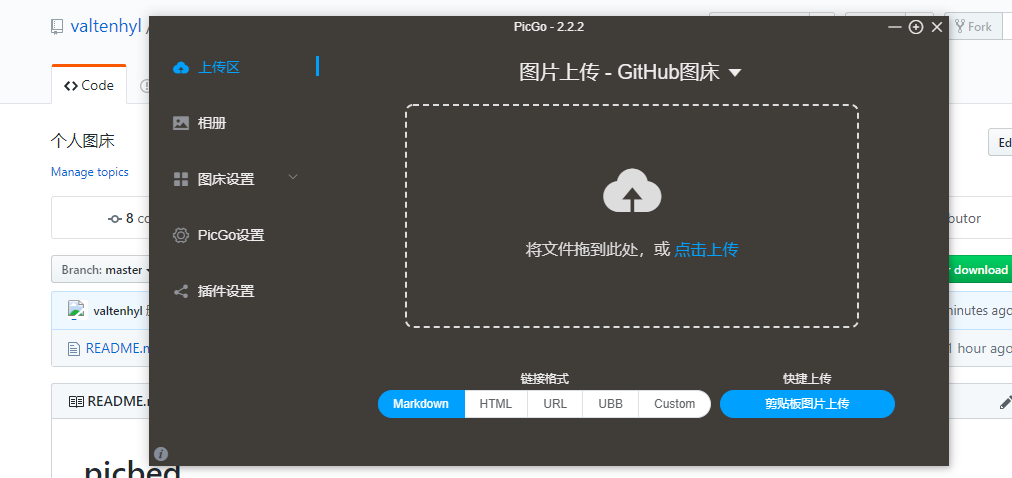 valtenhyl /
PicGo - 2.2.2
Fork
上传区
图片上传 - GitHub图床
Code
相册
个人图床
Ed
Manage topics
图床设置
8 co
butor
将文件拖到此处，或 点击上传
PicGo设置
Branch: master
download
插件设置
valtenhyl
minutes ago
README.m
1 hour ago
链接格式
快捷上传
README.
Markdown
HTML
URL
UBB
Custom
剪贴板图片上传
picbed